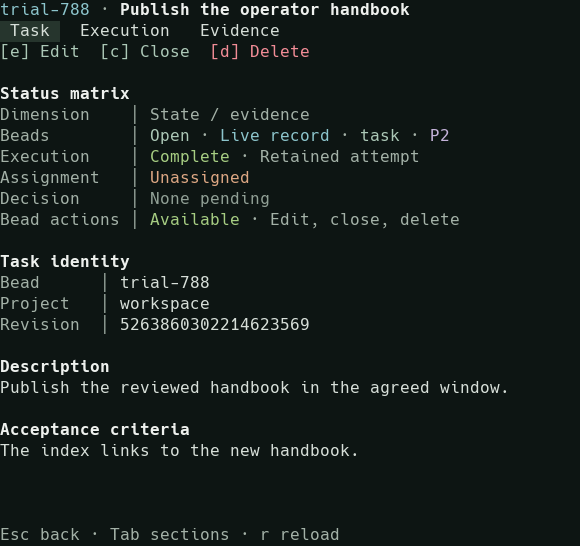 trial-788 · Publish the operator handbook
Task Execution Evidence
[e] Edit [c] Close [d] Delete
Status matrix
Dimension │ State / evidence
Beads │ Open · Live record · task · P2
Execution │ Complete · Retained attempt
Assignment │ Unassigned
Decision │ None pending
Bead actions │ Available · Edit, close, delete
Task identity
Bead │ trial-788
Project │ workspace
Revision │ 5263860302214623569
Description
Publish the reviewed handbook in the agreed window.
Acceptance criteria
The index links to the new handbook.
Esc back · Tab sections · r reload